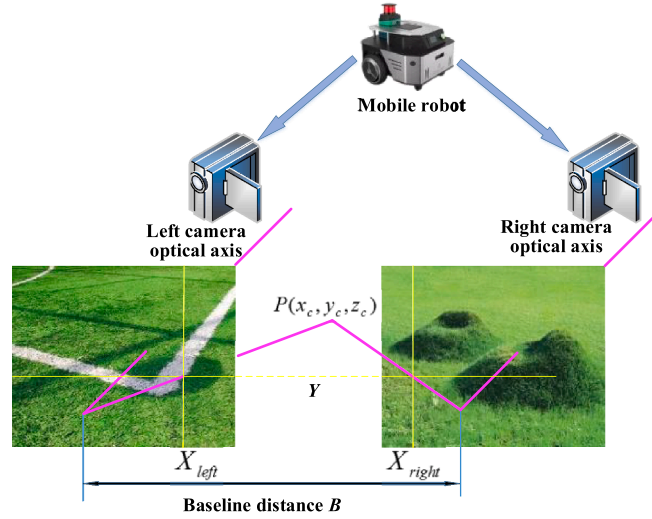 Mobile robot
Left camera
optical axis
Right camera
optical axis
P(x_c, y_c, z_c)
Y
X_left
X_right
Baseline distance B